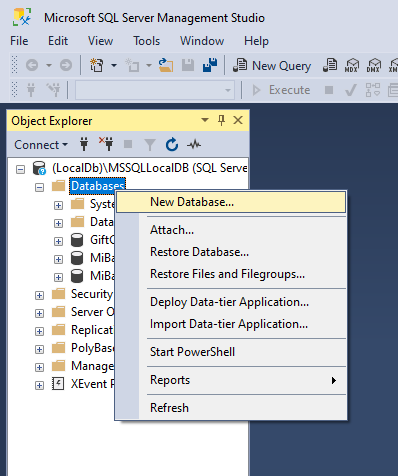 Microsoft SQL Server Management Studio
File Edit View Tools Window Help
New Query MDX DMX
Execute
Object Explorer
Connect
(LocalDb)\MSSQLLocalDB (SQL Serve
Databases
New Database...
Syste
Data
Attach...
GiftC
Restore Database...
MiBa
Restore Files and Filegroups...
MiBa
Security
Deploy Data-tier Application...
Server O
Import Data-tier Application...
Replicat
PolyBase
Start PowerShell
Manage
Reports
XEvent P
Refresh